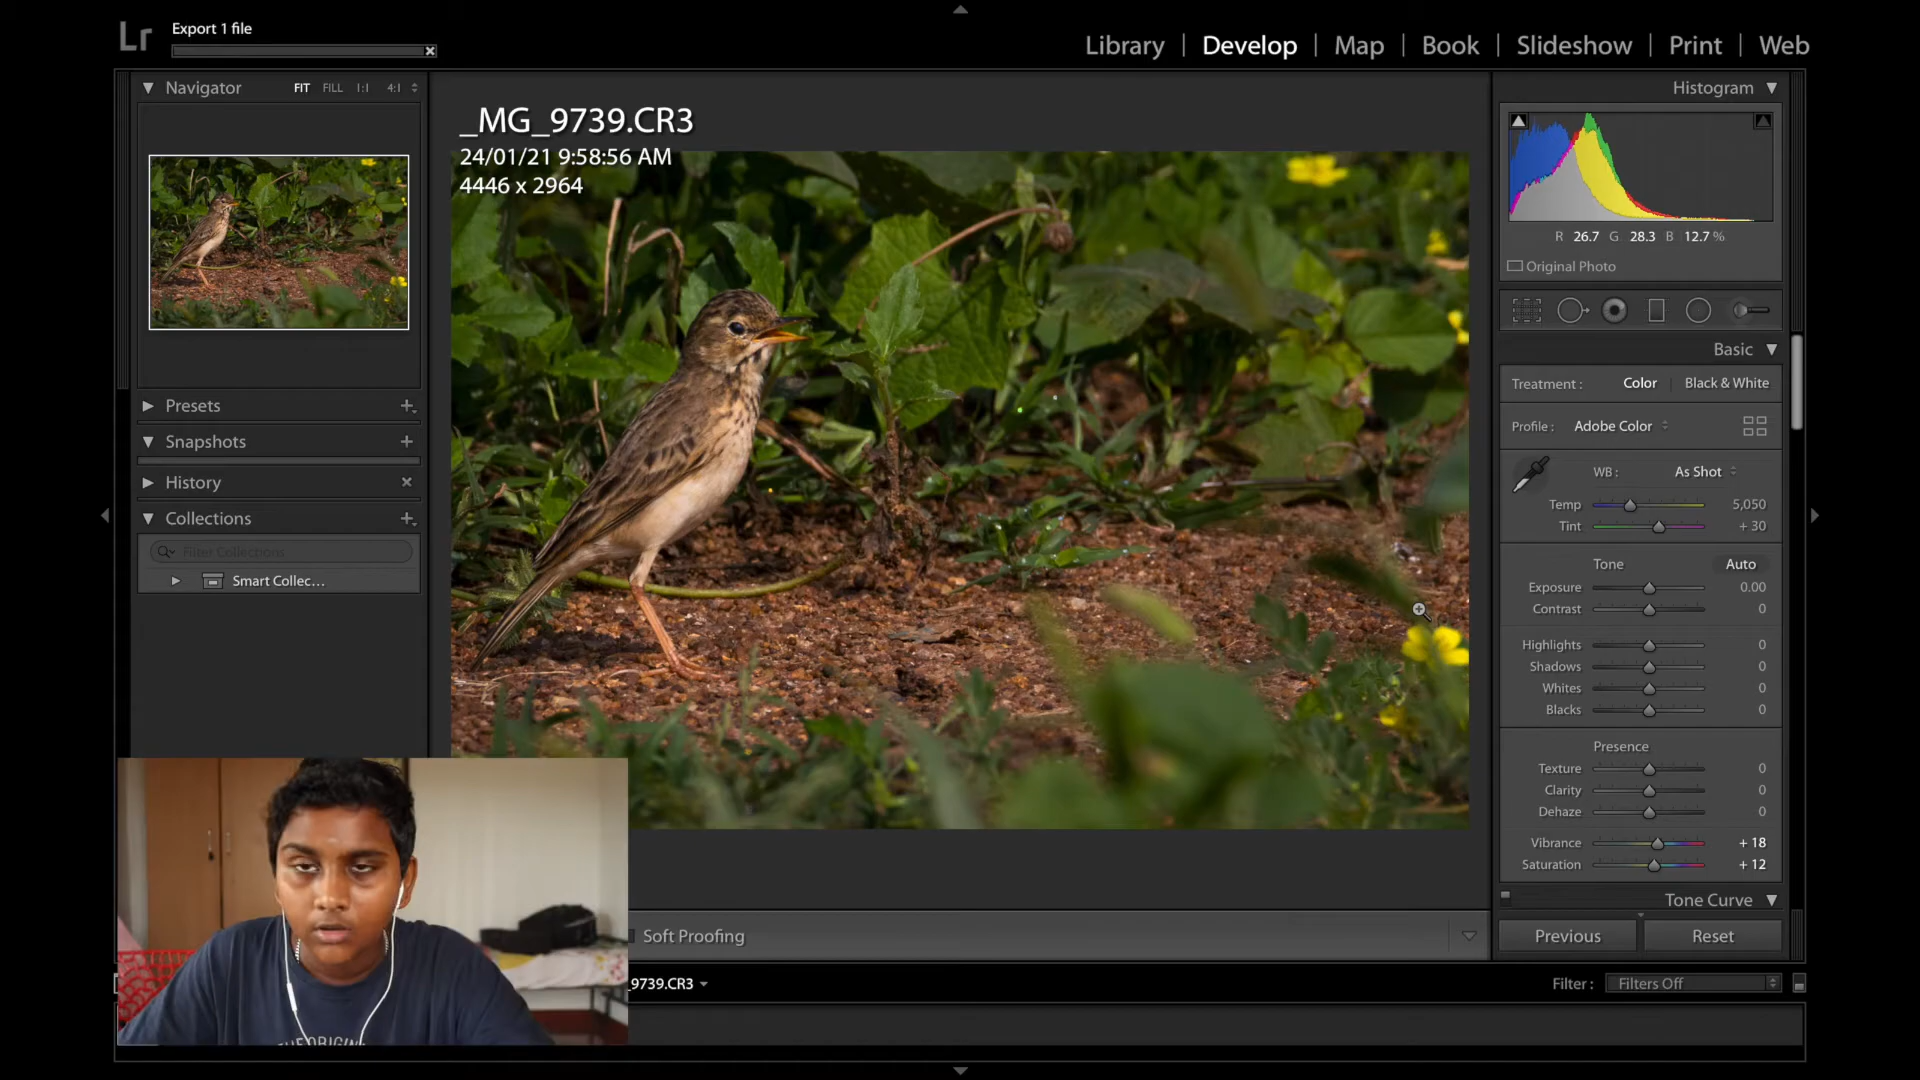 Lr
Export 1 file
Library | Develop | Map | Book | Slideshow | Print | Web
Navigator FIT FILL 1:1 4:1
Presets
Snapshots
History
Collections
Filter Collections
Smart Collec...
_MG_9739.CR3
24/01/21 9:58:56 AM
4446 x 2964
Histogram
R 26.7 G 28.3 B 12.7 %
Original Photo
Basic
Treatment : Color | Black & White
Profile : Adobe Color
WB : As Shot
Temp 5,050
Tint + 30
Tone Auto
Exposure 0.00
Contrast 0
Highlights 0
Shadows 0
Whites 0
Blacks 0
Presence
Texture 0
Clarity 0
Dehaze 0
Vibrance + 18
Saturation + 12
Tone Curve
Soft Proofing
Previous Reset
_9739.CR3
Filter : Filters Off